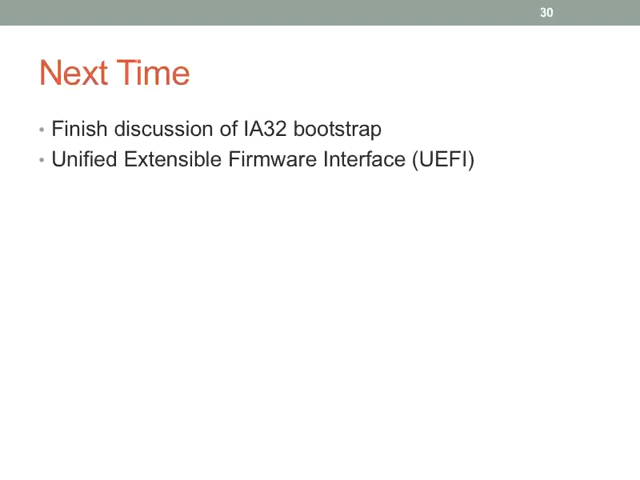 30
Next Time
• Finish discussion of IA32 bootstrap
• Unified Extensible Firmware Interface (UEFI)